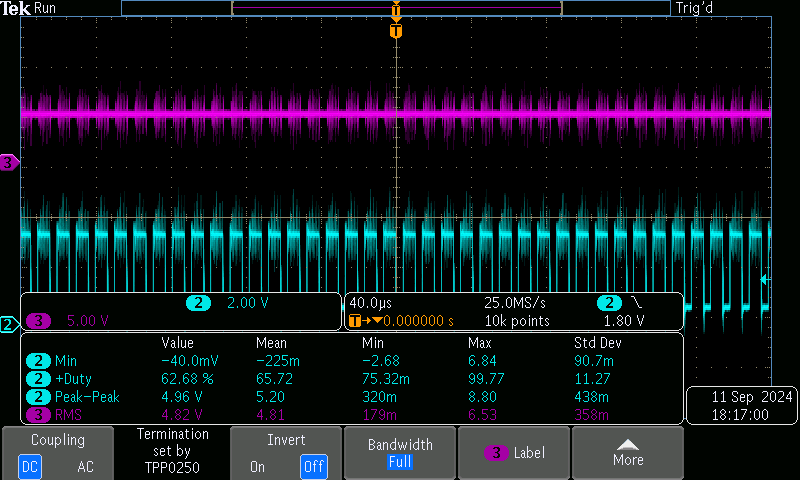 Tek Run Trig'd
T
T
3
2
2 2.00 V
3 5.00 V
40.0µs 25.0MS/s 2
T→▼0.000000 s 10k points 1.80 V
Value Mean Min Max Std Dev
2 Min −40.0mV −225m −2.68 6.84 90.7m
2 +Duty 62.68 % 65.72 75.32m 99.77 11.27
2 Peak−Peak 4.96 V 5.20 320m 8.80 438m
3 RMS 4.82 V 4.81 179m 6.53 358m
11 Sep 2024
18:17:00
Coupling
DC AC
Termination
set by
TPP0250
Invert
On Off
Bandwidth
Full
3 Label
More